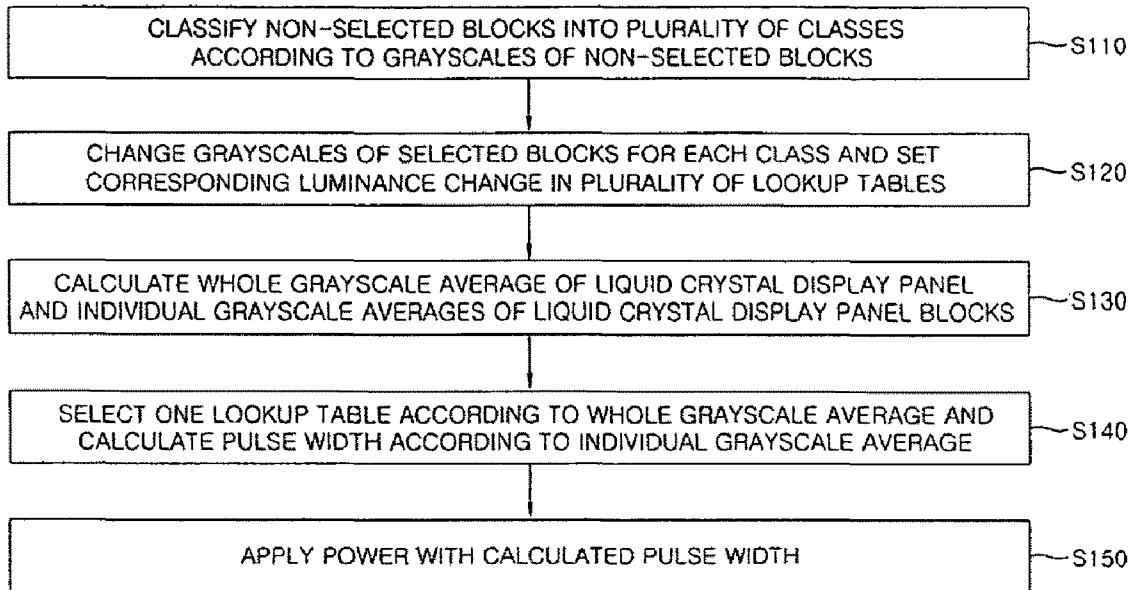 CLASSIFY NON-SELECTED BLOCKS INTO PLURALITY OF CLASSES
ACCORDING TO GRAYSCALES OF NON-SELECTED BLOCKS
S110
CHANGE GRAYSCALES OF SELECTED BLOCKS FOR EACH CLASS AND SET
CORRESPONDING LUMINANCE CHANGE IN PLURALITY OF LOOKUP TABLES
S120
CALCULATE WHOLE GRAYSCALE AVERAGE OF LIQUID CRYSTAL DISPLAY PANEL
AND INDIVIDUAL GRAYSCALE AVERAGES OF LIQUID CRYSTAL DISPLAY PANEL BLOCKS
S130
SELECT ONE LOOKUP TABLE ACCORDING TO WHOLE GRAYSCALE AVERAGE AND
CALCULATE PULSE WIDTH ACCORDING TO INDIVIDUAL GRAYSCALE AVERAGE
S140
APPLY POWER WITH CALCULATED PULSE WIDTH
S150